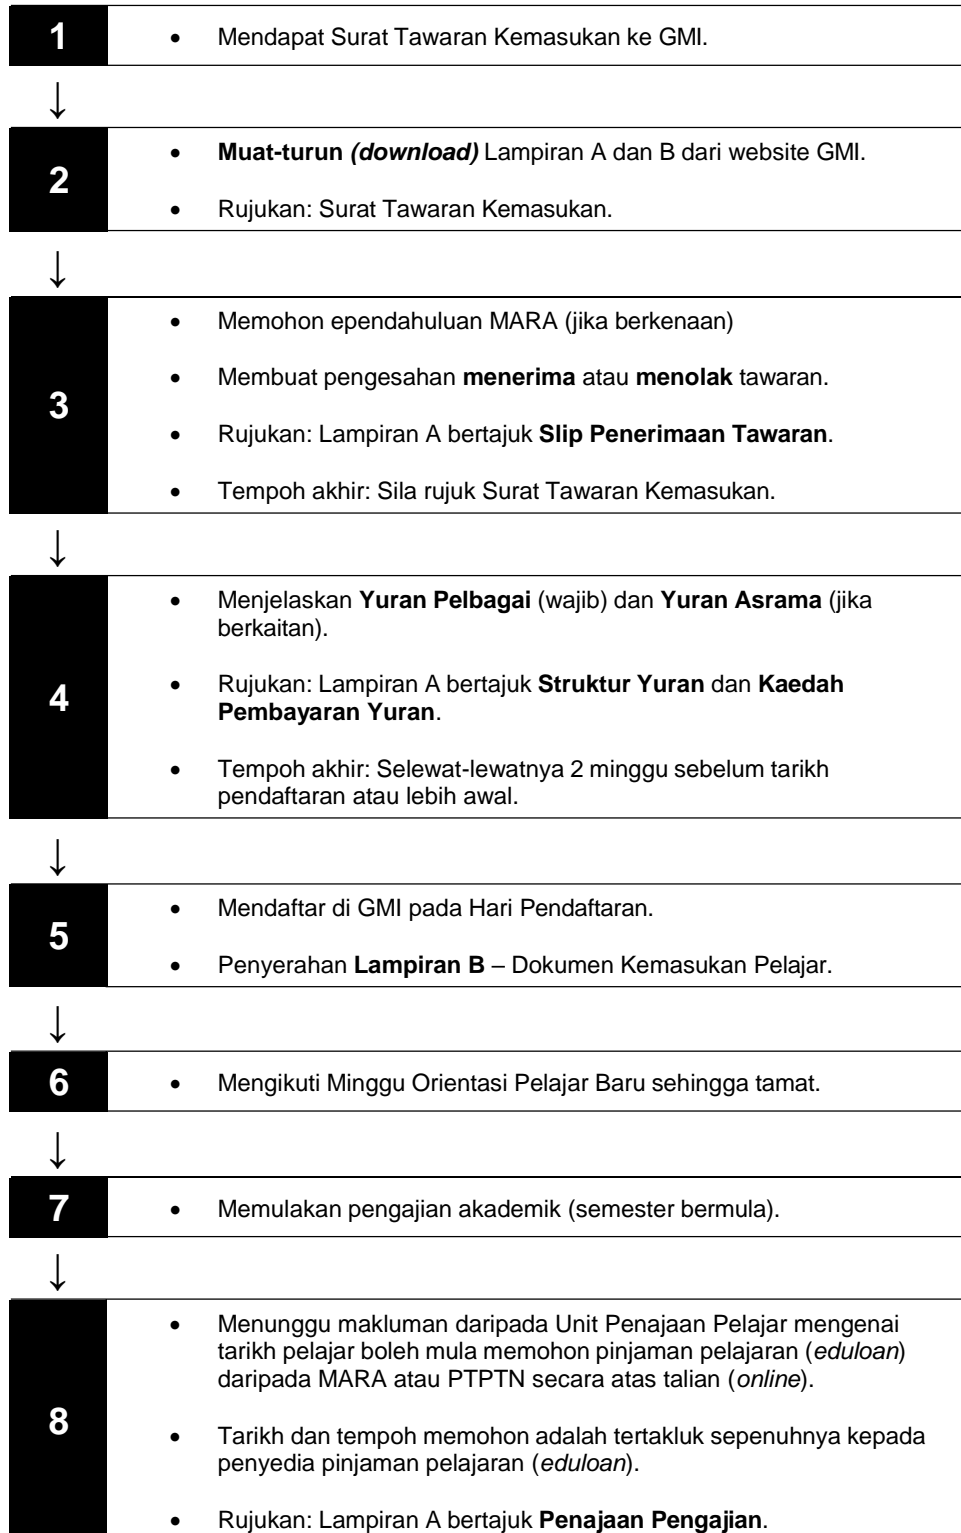 1
• Mendapat Surat Tawaran Kemasukan ke GMI.
↓
2
• Muat-turun (download) Lampiran A dan B dari website GMI.
• Rujukan: Surat Tawaran Kemasukan.
↓
3
• Memohon ependahuluan MARA (jika berkenaan)
• Membuat pengesahan menerima atau menolak tawaran.
• Rujukan: Lampiran A bertajuk Slip Penerimaan Tawaran.
• Tempoh akhir: Sila rujuk Surat Tawaran Kemasukan.
↓
4
• Menjelaskan Yuran Pelbagai (wajib) dan Yuran Asrama (jika
berkaitan).
• Rujukan: Lampiran A bertajuk Struktur Yuran dan Kaedah
Pembayaran Yuran.
• Tempoh akhir: Selewat-lewatnya 2 minggu sebelum tarikh
pendaftaran atau lebih awal.
↓
5
• Mendaftar di GMI pada Hari Pendaftaran.
• Penyerahan Lampiran B – Dokumen Kemasukan Pelajar.
↓
6
• Mengikuti Minggu Orientasi Pelajar Baru sehingga tamat.
↓
7
• Memulakan pengajian akademik (semester bermula).
↓
8
• Menunggu makluman daripada Unit Penajaan Pelajar mengenai
tarikh pelajar boleh mula memohon pinjaman pelajaran (eduloan)
daripada MARA atau PTPTN secara atas talian (online).
• Tarikh dan tempoh memohon adalah tertakluk sepenuhnya kepada
penyedia pinjaman pelajaran (eduloan).
• Rujukan: Lampiran A bertajuk Penajaan Pengajian.